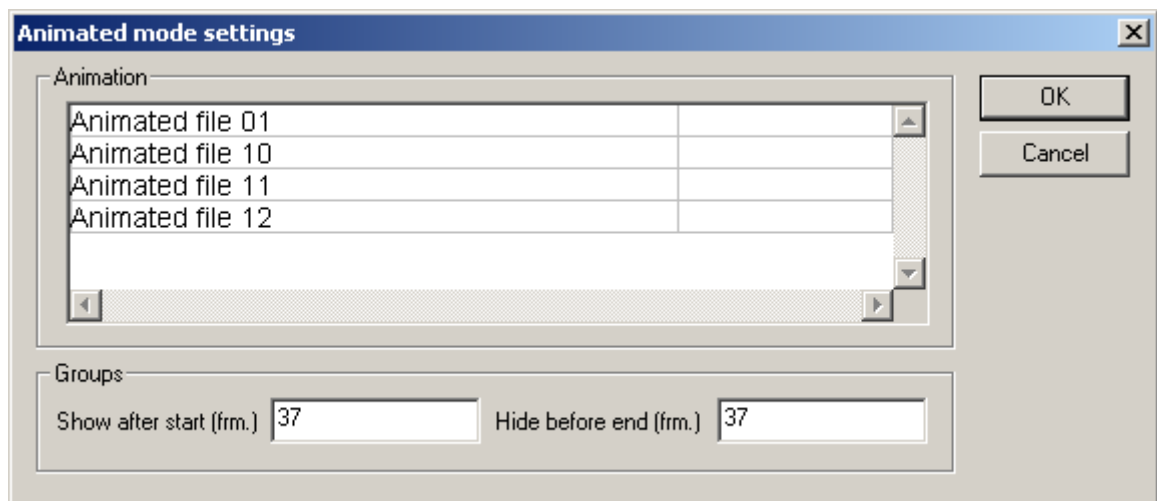 Animated mode settings
Animation
Animated file 01
Animated file 10
Animated file 11
Animated file 12
OK
Cancel
Groups
Show after start (frm.) 37 Hide before end (frm.) 37